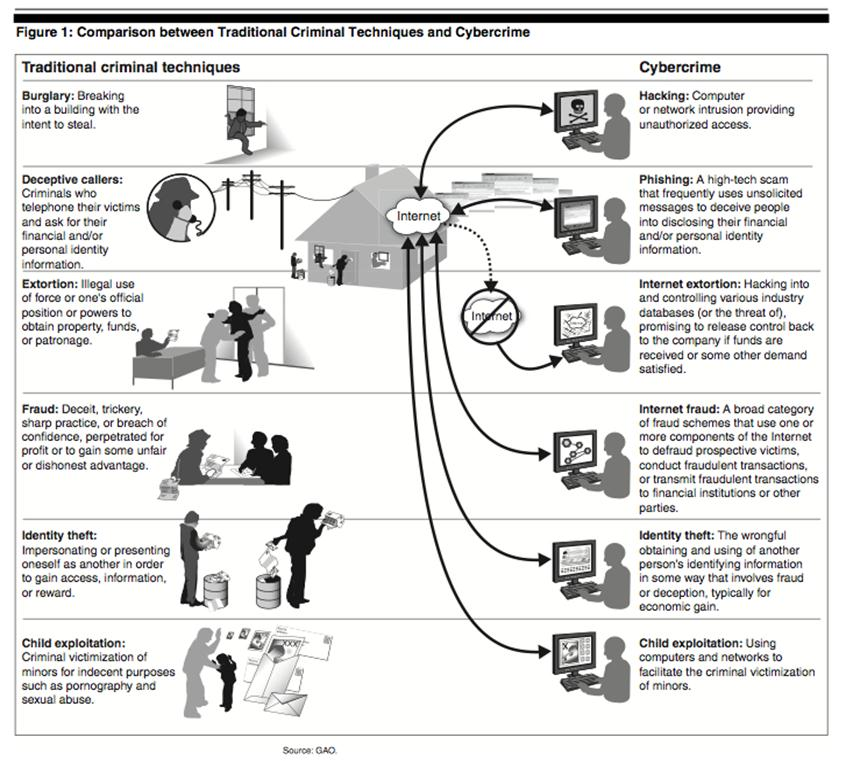 Figure 1: Comparison between Traditional Criminal Techniques and Cybercrime
Traditional criminal techniques
Cybercrime
Burglary: Breaking
into a building with the
intent to steal.
Hacking: Computer
or network intrusion providing
unauthorized access.
Deceptive callers:
Criminals who
telephone their victims
and ask for their
financial and/or
personal identity
information.
Internet
Phishing: A high-tech scam
that frequently uses unsolicited
messages to deceive people
into disclosing their financial
and/or personal identity
information.
Extortion: Illegal use
of force or one's official
position or powers to
obtain property, funds,
or patronage.
Internet
Internet extortion: Hacking into
and controlling various industry
databases (or the threat of),
promising to release control back
to the company if funds are
received or some other demand
satisfied.
Fraud: Deceit, trickery,
sharp practice, or breach of
confidence, perpetrated for
profit or to gain some unfair
or dishonest advantage.
Internet fraud: A broad category
of fraud schemes that use one or
more components of the Internet
to defraud prospective victims,
conduct fraudulent transactions,
or transmit fraudulent transactions
to financial institutions or other
parties.
Identity theft:
Impersonating or presenting
oneself as another in order
to gain access, information,
or reward.
Identity theft: The wrongful
obtaining and using of another
person's identifying information
in some way that involves fraud
or deception, typically for
economic gain.
Child exploitation:
Criminal victimization of
minors for indecent purposes
such as pornography and
sexual abuse.
XXX
Child exploitation: Using
computers and networks to
facilitate the criminal victimization
of minors.
Source: GAO.